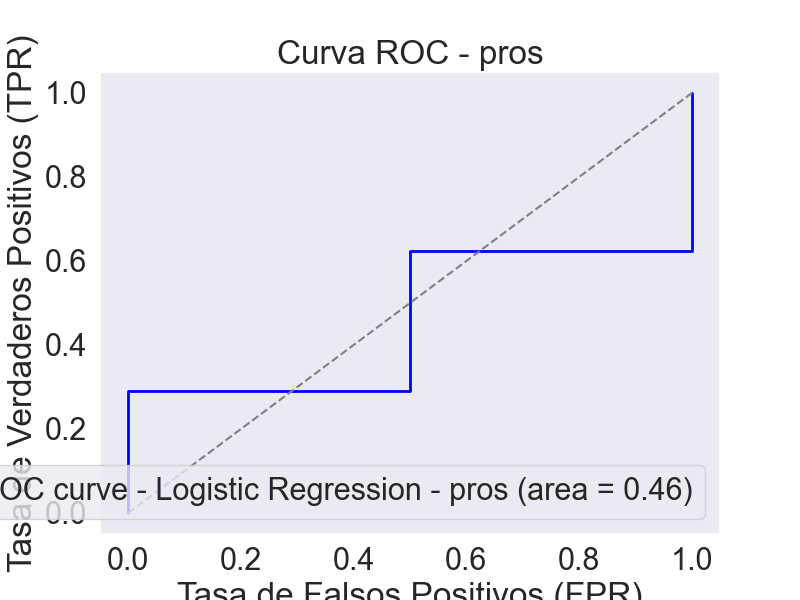 Curva ROC - pros
Tasa de Verdaderos Positivos (TPR)
1.0
0.8
0.6
0.4
0.2
0.0
OC curve - Logistic Regression - pros (area = 0.46)
0.0 0.2 0.4 0.6 0.8 1.0
Tasa de Falsos Positivos (FPR)